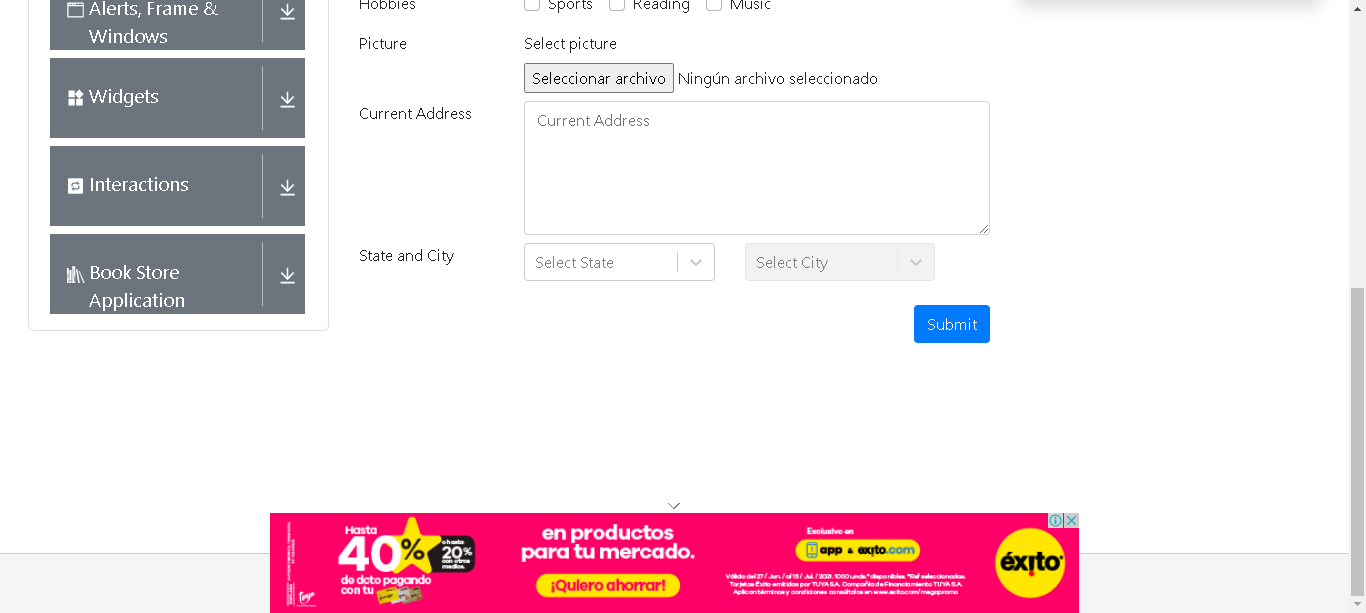 Alerts, Frame &
Windows
Widgets
Interactions
Book Store
Application
Hobbies
Sports Reading Music
Picture
Select picture
Seleccionar archivo Ningún archivo seleccionado
Current Address
Current Address
State and City
Select State
Select City
Submit
Hasta
40%
de dcto pagando
con tu
ó hasta
20%
con otros
medios.
en productos
para tu mercado.
¡Quiero ahorrar!
Exclusivo en
app & exito.com
Válido del 27 / Jun. / al 15 / Jul. / 2021. 1000 unds.* disponibles. *Ref seleccionadas.
Tarjetas Éxito emitidas por TUYA S.A. Compañía de Financiamiento TUYA S.A.
Aplican términos y condiciones consúltalos en www.exito.com/megapromo
éxito